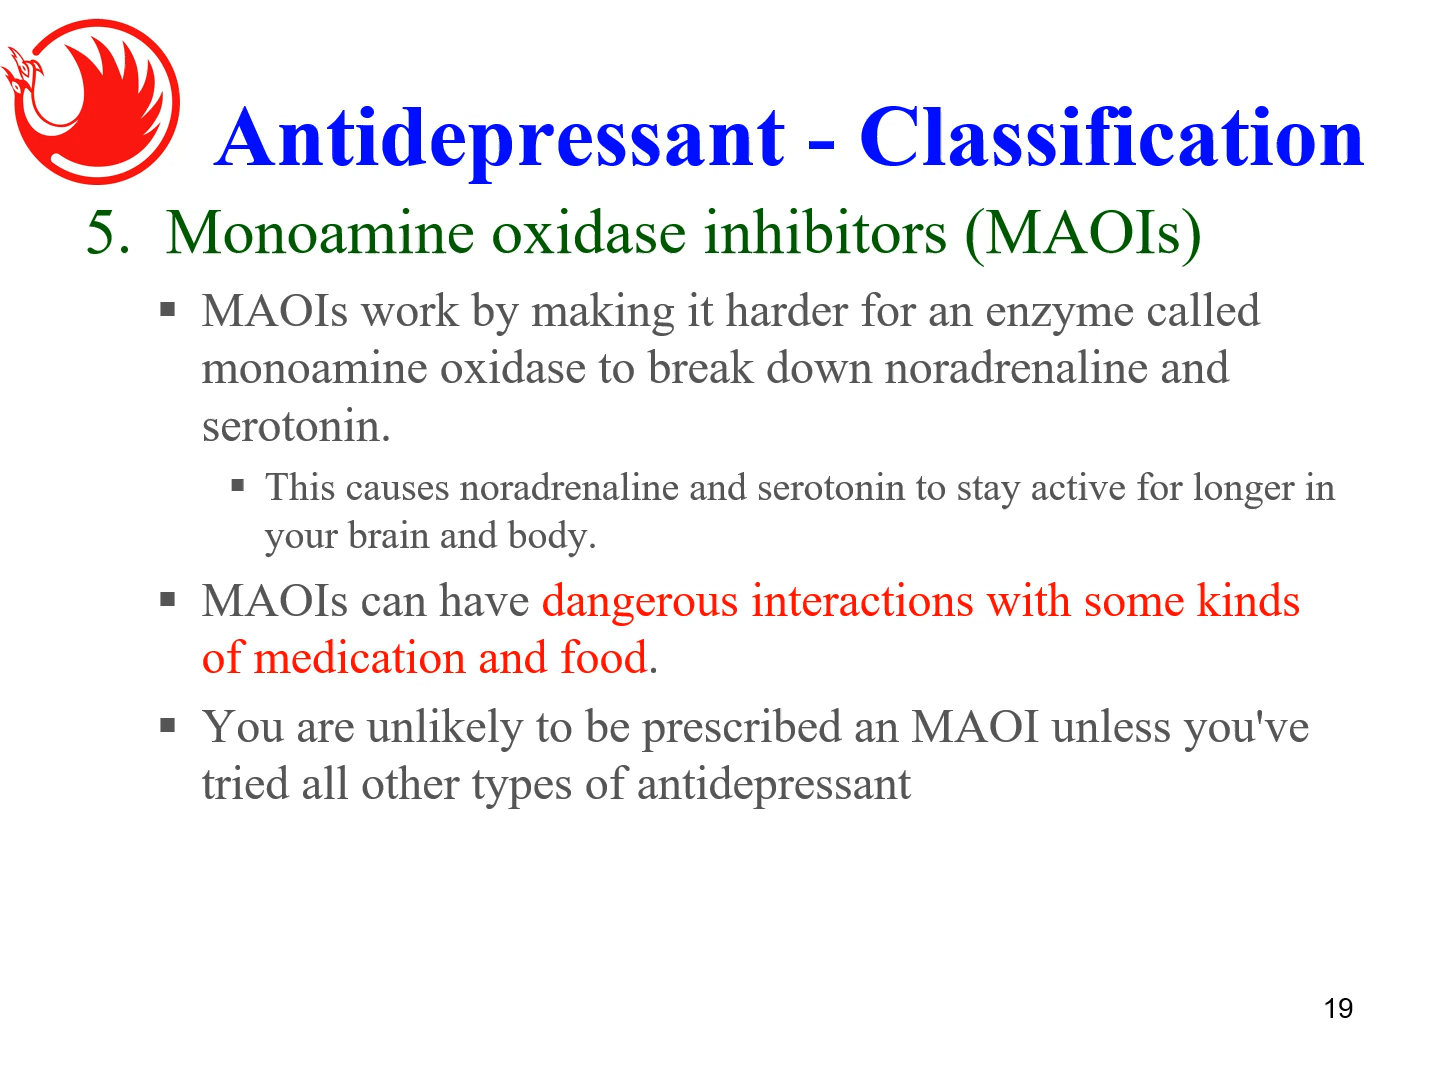 Antidepressant - Classification
5. Monoamine oxidase inhibitors (MAOIs)
▪ MAOIs work by making it harder for an enzyme called
monoamine oxidase to break down noradrenaline and
serotonin.
▪ This causes noradrenaline and serotonin to stay active for longer in
your brain and body.
▪ MAOIs can have dangerous interactions with some kinds
of medication and food.
▪ You are unlikely to be prescribed an MAOI unless you've
tried all other types of antidepressant
19